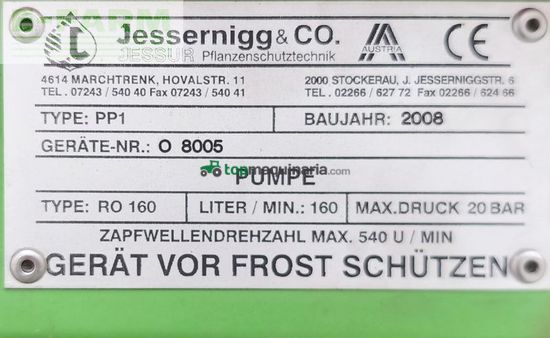 E-FARM
Jessernigg & CO.
JESSUR Pflanzenschutztechnik
AUSTRIA
CE
4614 MARCHTRENK, HOVALSTR. 11
TEL. 07243 / 540 40 Fax 07243 / 540 41
2000 STOCKERAU, J. JESSERNIGGSTR. 6
TEL. 02266 / 627 72 Fax 02266 / 624 66
TYPE: PP1
BAUJAHR: 2008
GERÄTE-NR.: O 8005
topmaquinaria.com
PUMPE
TYPE: RO 160
LITER / MIN.: 160
MAX.DRUCK 20 BAR
ZAPFWELLENDREHZAHL MAX. 540 U / MIN
GERÄT VOR FROST SCHÜTZEN